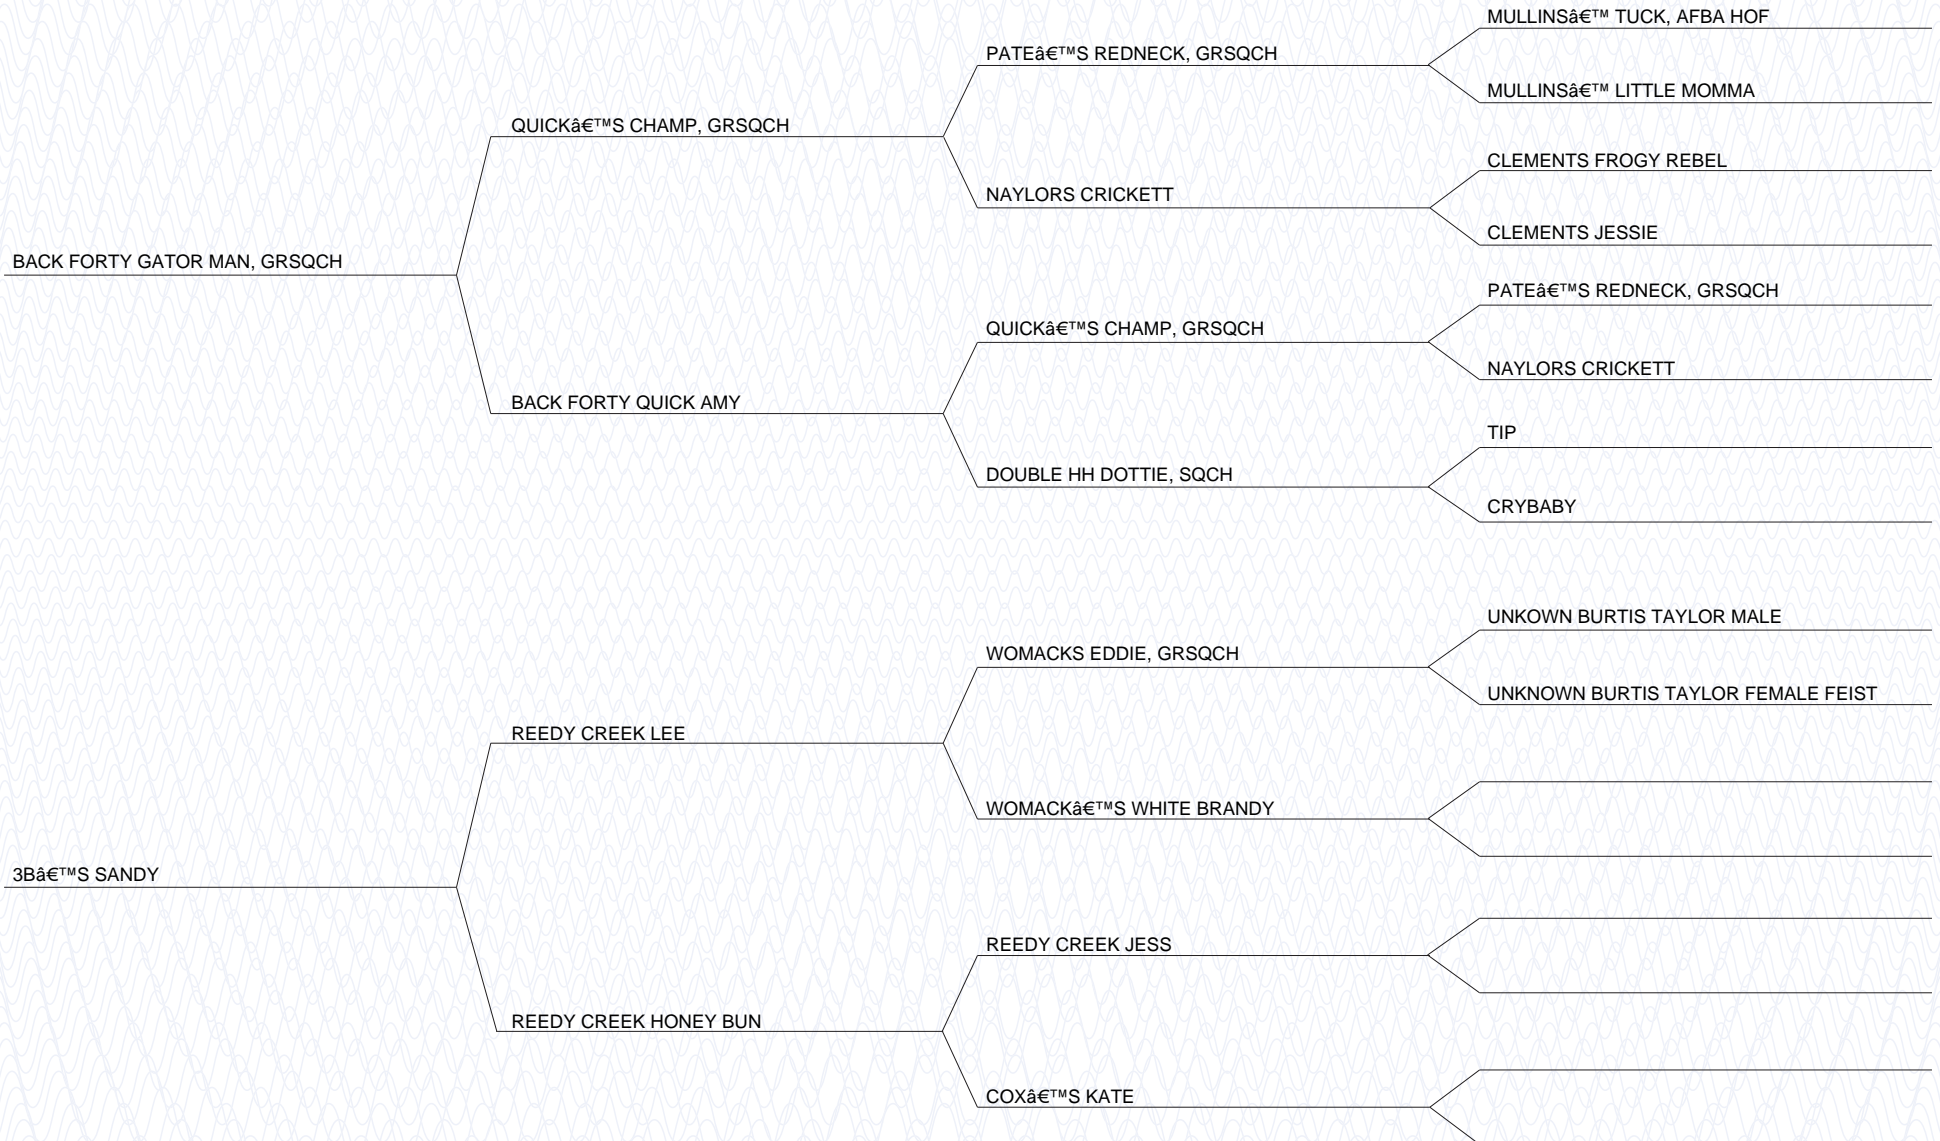 MULLINSâ€™ TUCK, AFBA HOF
PATEâ€™S REDNECK, GRSQCH
MULLINSâ€™ LITTLE MOMMA
QUICKâ€™S CHAMP, GRSQCH
CLEMENTS FROGY REBEL
NAYLORS CRICKETT
CLEMENTS JESSIE
BACK FORTY GATOR MAN, GRSQCH
PATEâ€™S REDNECK, GRSQCH
QUICKâ€™S CHAMP, GRSQCH
NAYLORS CRICKETT
BACK FORTY QUICK AMY
TIP
DOUBLE HH DOTTIE, SQCH
CRYBABY
UNKOWN BURTIS TAYLOR MALE
WOMACKS EDDIE, GRSQCH
UNKNOWN BURTIS TAYLOR FEMALE FEIST
REEDY CREEK LEE
WOMACKâ€™S WHITE BRANDY
3Bâ€™S SANDY
REEDY CREEK JESS
REEDY CREEK HONEY BUN
COXâ€™S KATE